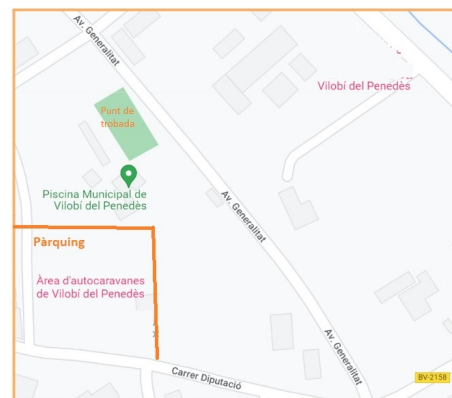 Av. Generalitat
Punt de
trobada
Vilobí del Penedès
Piscina Municipal de
Vilobí del Penedès
Av. Generalitat
Pàrquing
Àrea d'autocaravanes
de Vilobí del Penedès
Av. Generalitat
Carrer Diputació
BV-2158